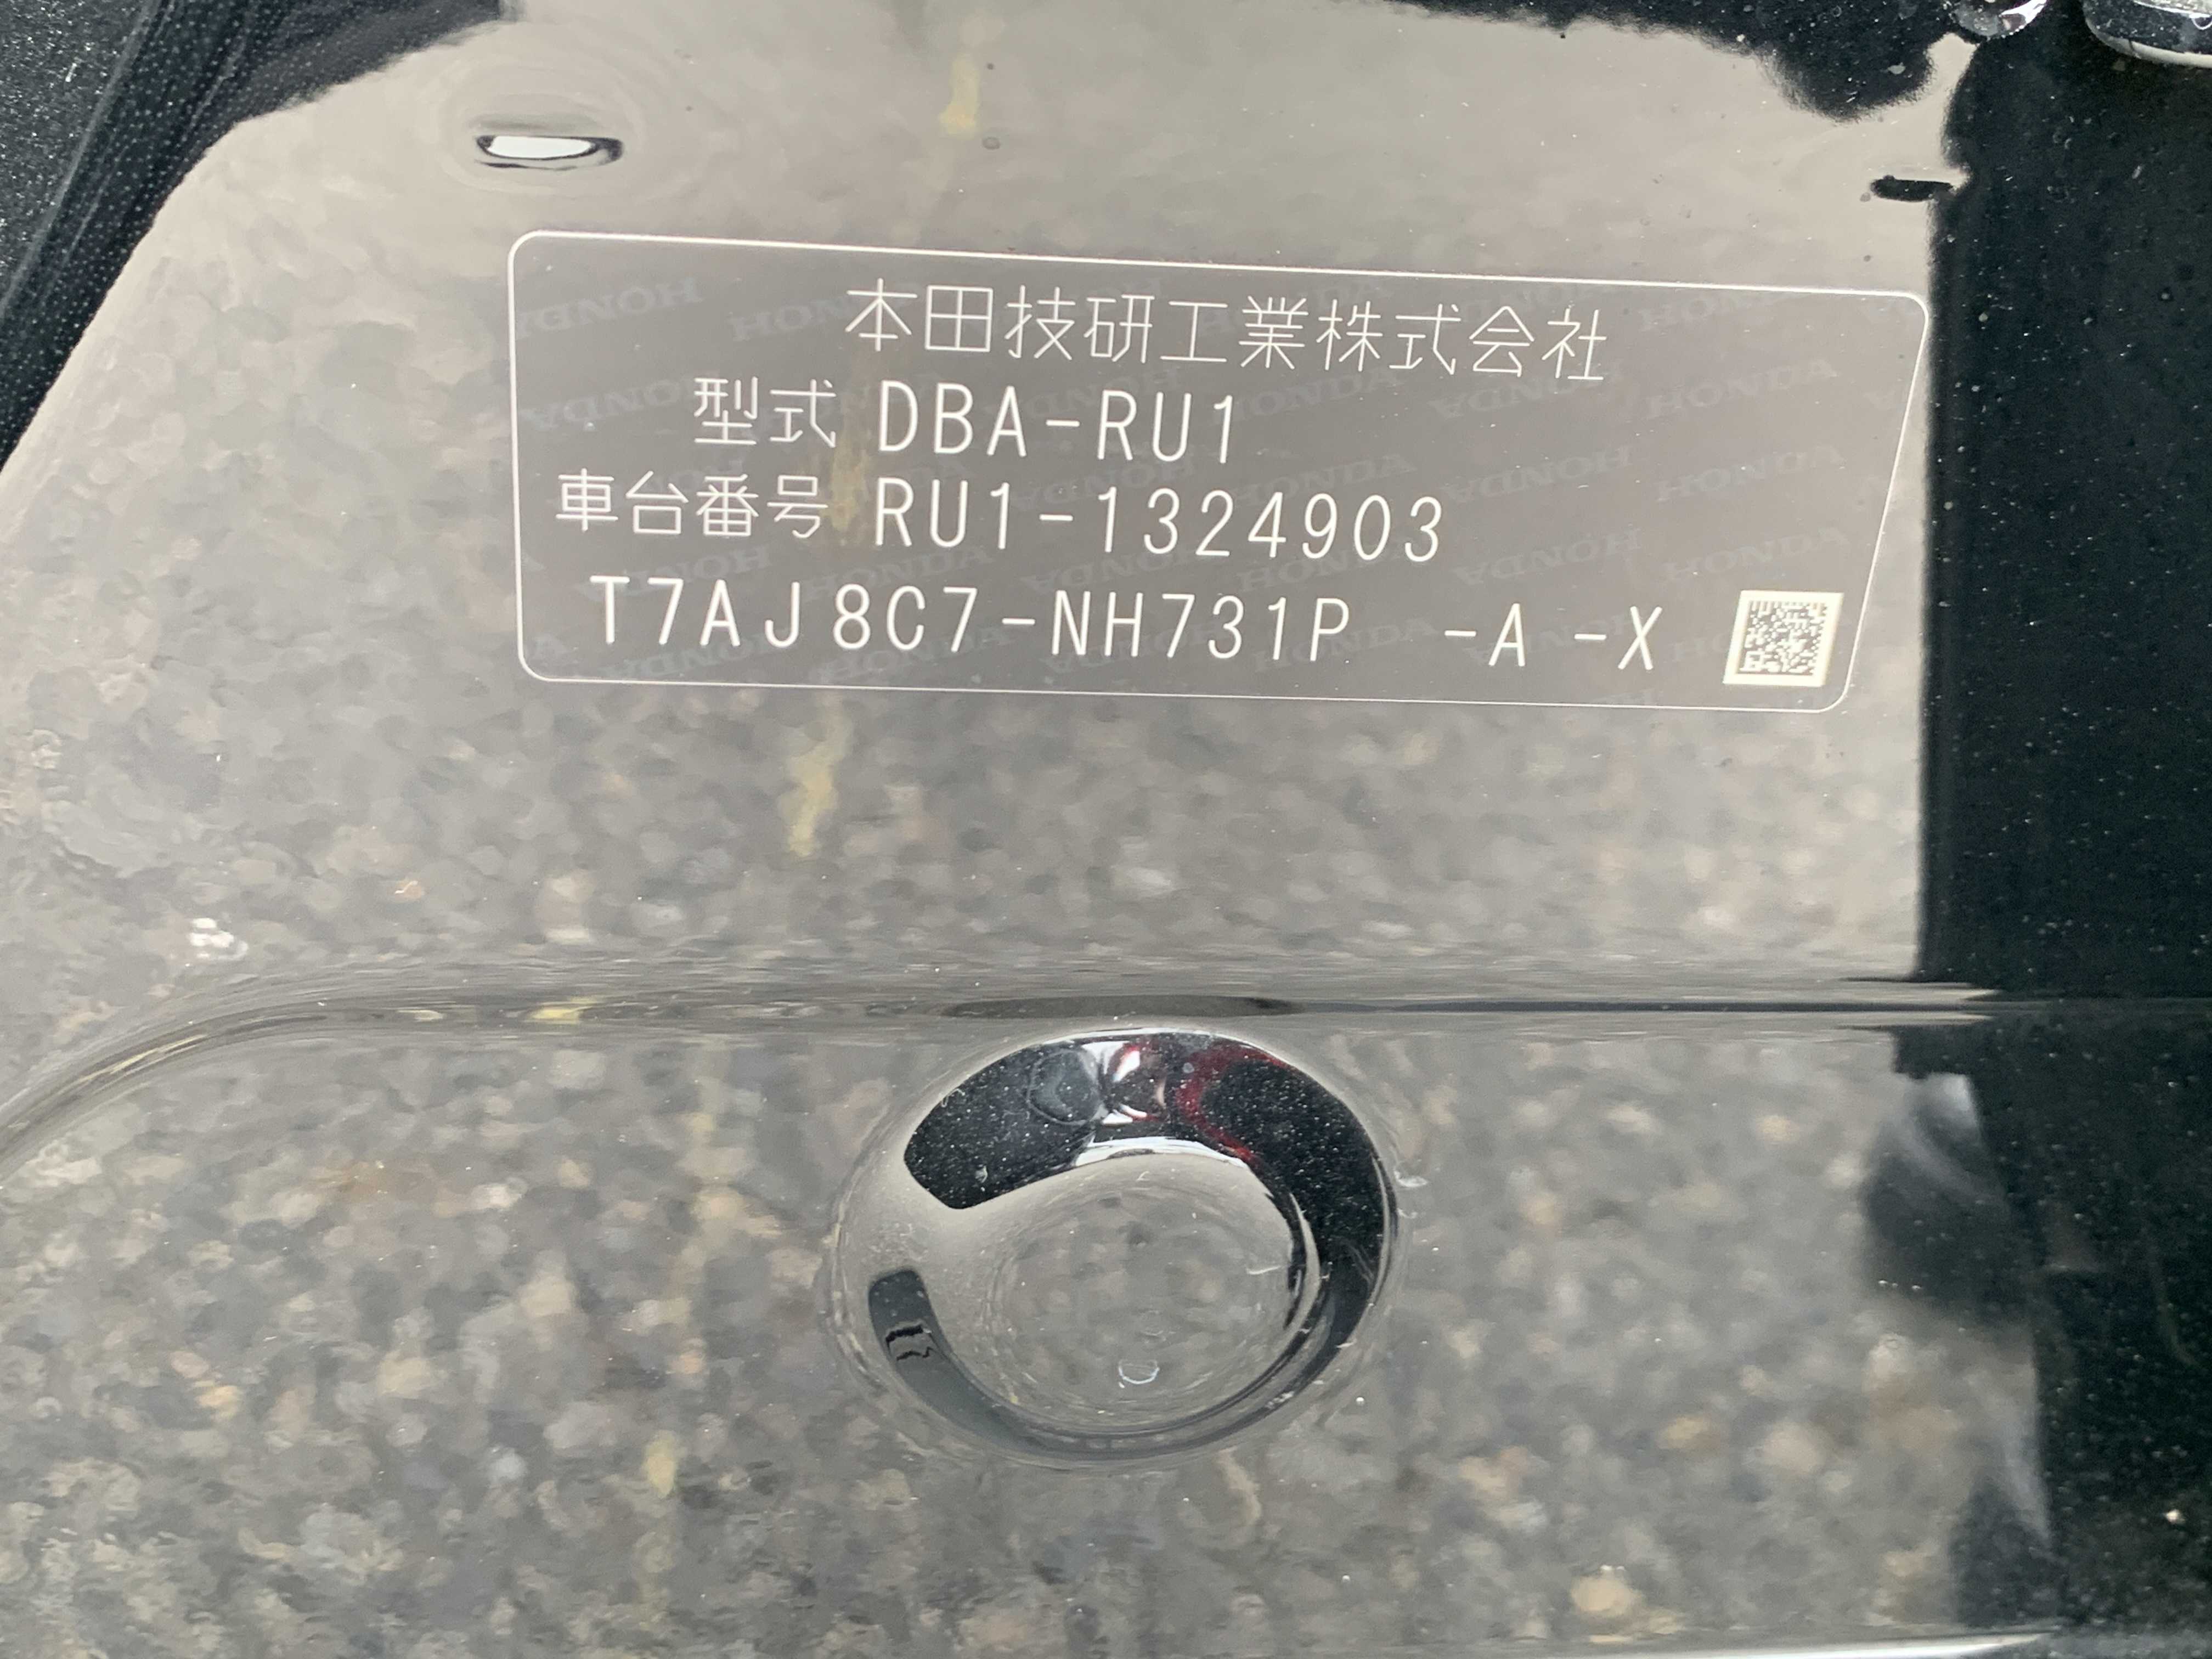 本田技研工業株式会社
型式 DBA-RU1
車台番号 RU1-1324903
T7AJ8C7-NH731P -A -X